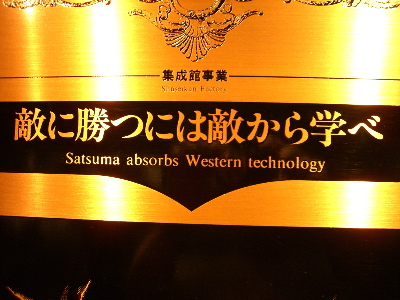 集成館事業
Shuseikan Factory
敵に勝つには敵から学べ
Satsuma absorbs Western technology